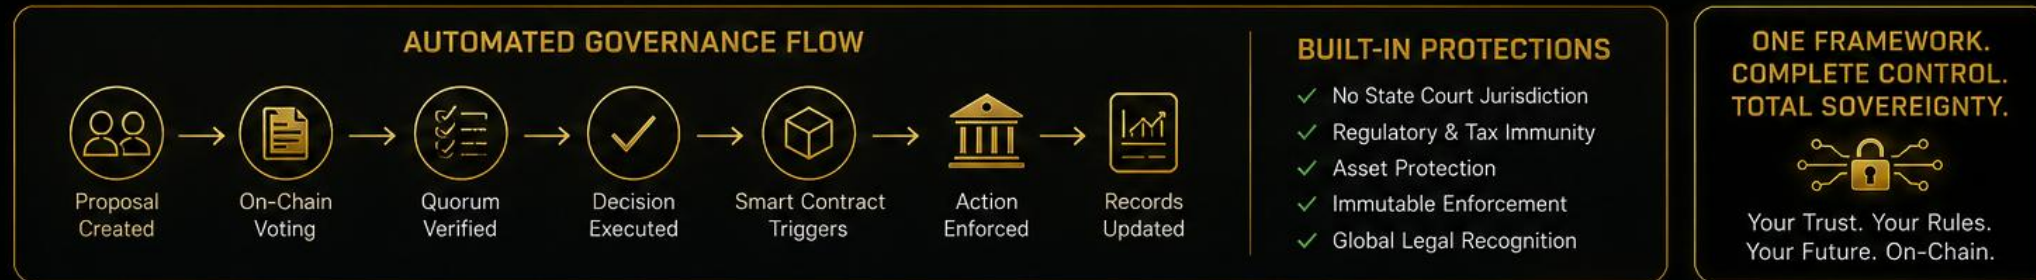 AUTOMATED GOVERNANCE FLOW
Proposal
Created
On-Chain
Voting
Quorum
Verified
Decision
Executed
Smart Contract
Triggers
Action
Enforced
Records
Updated
BUILT-IN PROTECTIONS
No State Court Jurisdiction
Regulatory & Tax Immunity
Asset Protection
Immutable Enforcement
Global Legal Recognition
ONE FRAMEWORK.
COMPLETE CONTROL.
TOTAL SOVEREIGNTY.
Your Trust. Your Rules.
Your Future. On-Chain.